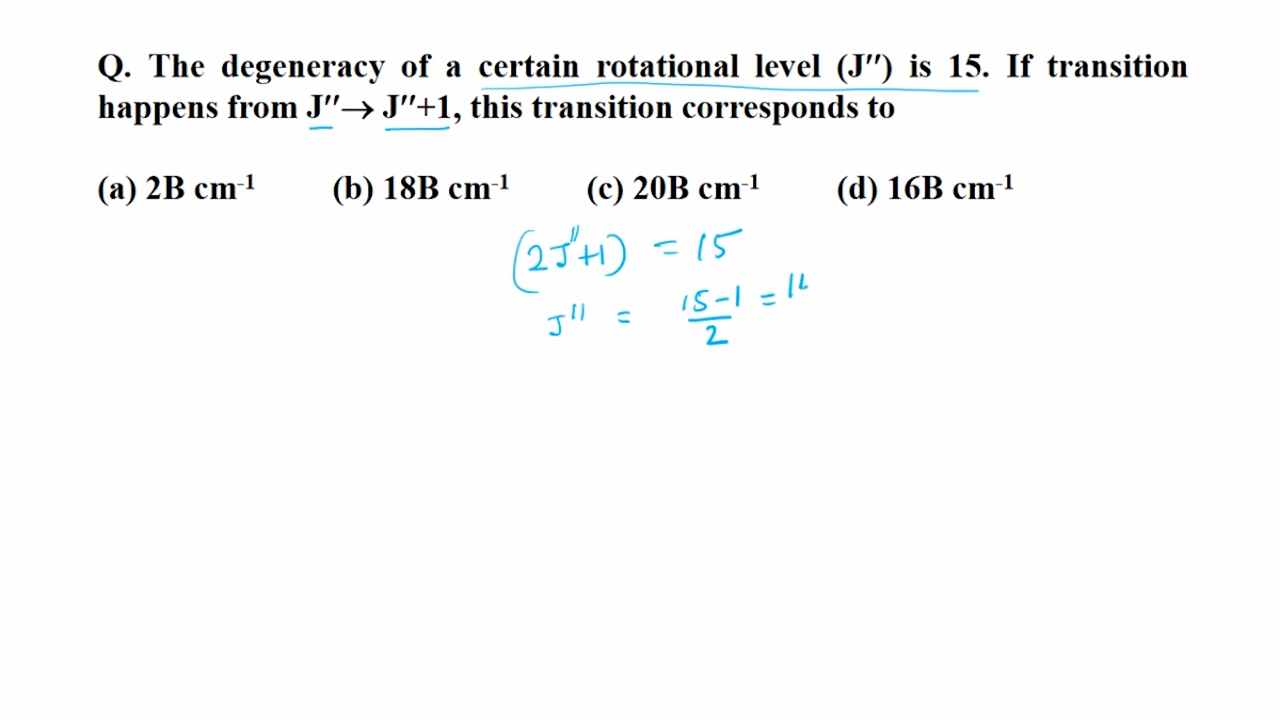 Q. The degeneracy of a certain rotational level (J′′) is 15. If transition
happens from J′′→ J′′+1, this transition corresponds to
(a) 2B cm⁻¹ (b) 18B cm⁻¹ (c) 20B cm⁻¹ (d) 16B cm⁻¹
(2J''+1) = 15
J'' = (15-1)/2 =